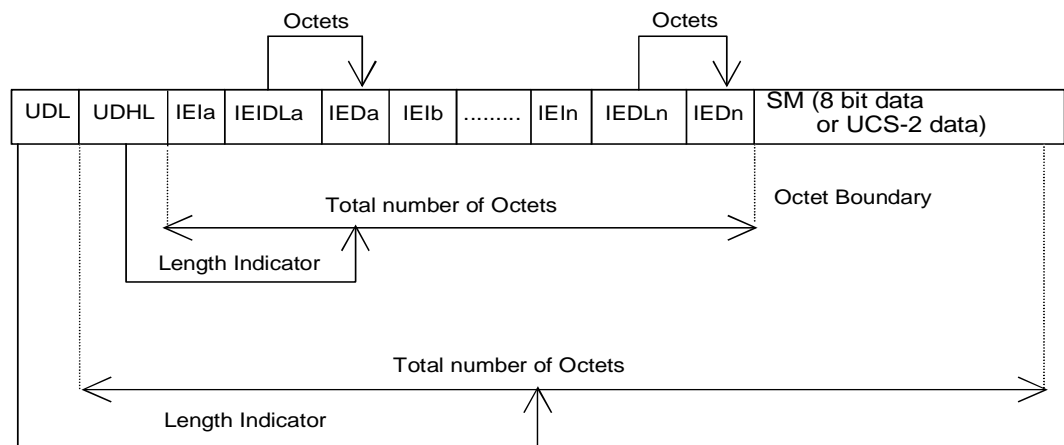 Octets
Octets
UDL UDHL IEIa IEIDLa IEDa IEIb ......... IEIn IEDLn IEDn SM (8 bit data
or UCS-2 data)
Total number of Octets
Octet Boundary
Length Indicator
Total number of Octets
Length Indicator